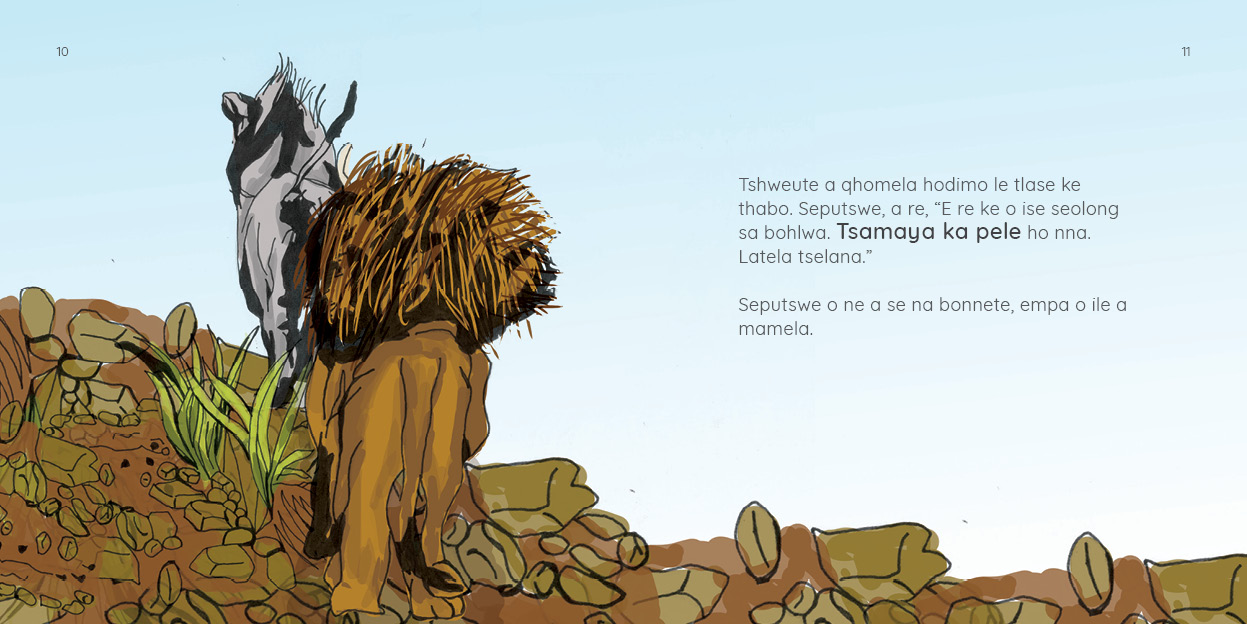 10
11
Tshweute a qhomela hodimo le tlase ke
thabo. Seputswe, a re, “E re ke o ise seolong
sa bohlwa. Tsamaya ka pele ho nna.
Latela tselana.”
Seputswe o ne a se na bonnete, empa o ile a
mamela.